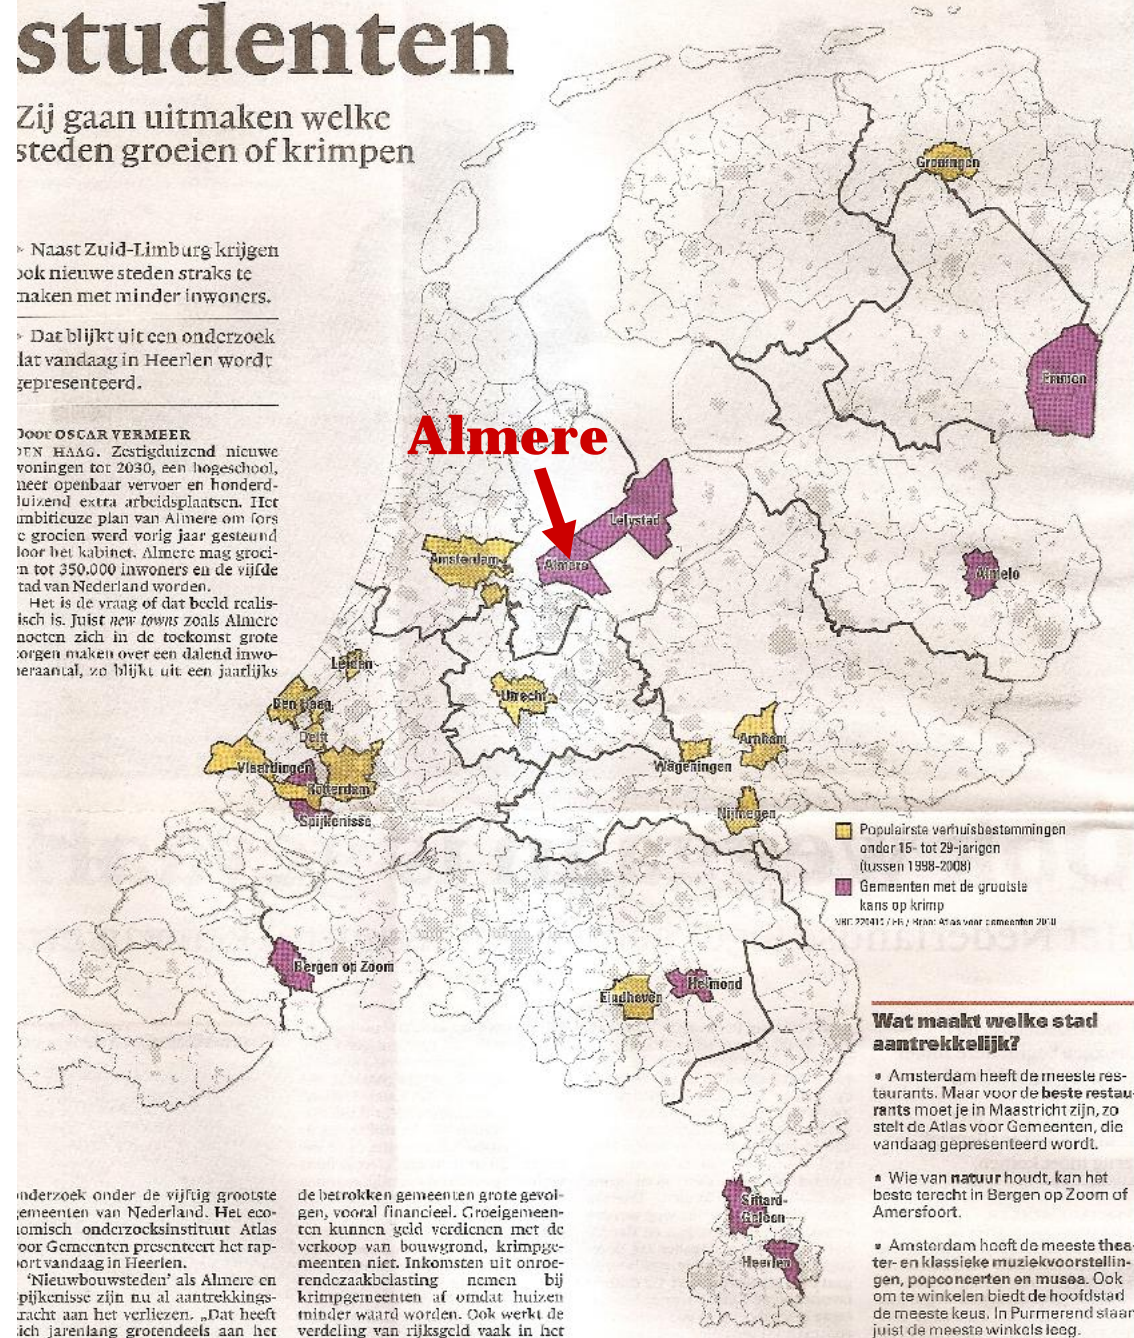 studenten
Zij gaan uitmaken welke
steden groeien of krimpen
Naast Zuid-Limburg krijgen
ook nieuwe steden straks te
maken met minder inwoners.
Dat blijkt uit een onderzoek
dat vandaag in Heerlen wordt
gepresenteerd.
Door OSCAR VERMEER
DEN HAAG. Zestigduizend nieuwe
woningen tot 2030, een hogeschool,
meer openbaar vervoer en honderd-
duizend extra arbeidsplaatsen. Het
ambitieuze plan van Almere om fors
te groeien werd vorig jaar gesteund
door het kabinet. Almere mag groei-
en tot 350.000 inwoners en de vijfde
stad van Nederland worden.
Het is de vraag of dat beeld realis-
tisch is. Juist new towns zoals Almere
moeten zich in de toekomst grote
zorgen maken over een dalend inwo-
neraantal, zo blijkt uit een jaarlijks
onderzoek onder de vijftig grootste
gemeenten van Nederland. Het eco-
nomisch onderzoeksinstituut Atlas
voor Gemeenten presenteert het rap-
port vandaag in Heerlen.
'Nieuwbouwsteden' als Almere en
Spijkenisse zijn nu al aantrekkings-
kracht aan het verliezen. „Dat heeft
zich jarenlang grotendeels aan het
de betrokken gemeenten grote gevol-
gen, vooral financieel. Groeigemeen-
ten kunnen geld verdienen met de
verkoop van bouwgrond, krimpge-
meenten niet. Inkomsten uit onroe-
rendezaakbelasting nemen bij
krimpgemeenten af omdat huizen
minder waard worden. Ook werkt de
verdeling van rijksgeld vaak in het
Groningen
Emmen
Almere
Lelystad
Amsterdam
Almere
Almelo
Leiden
Utrecht
Den Haag
Delft
Arnhem
Vlaardingen
Wageningen
Rotterdam
Nijmegen
Spijkenisse
Bergen op Zoom
Eindhoven
Helmond
Sittard-
Geleen
Heerlen
Populairste verhuisbestemmingen
onder 15- tot 29-jarigen
(tussen 1998-2008)
Gemeenten met de grootste
kans op krimp
NRC 220410 / FG / Bron: Atlas voor gemeenten 2010
Wat maakt welke stad
aantrekkelijk?
Amsterdam heeft de meeste res-
taurants. Maar voor de beste restau-
rants moet je in Maastricht zijn, zo
stelt de Atlas voor Gemeenten, die
vandaag gepresenteerd wordt.
Wie van natuur houdt, kan het
beste terecht in Bergen op Zoom of
Amersfoort.
Amsterdam heeft de meeste thea-
ter- en klassieke muziekvoorstellin-
gen, popconcerten en musea. Ook
om te winkelen biedt de hoofdstad
de meeste keus. In Purmerend staan
juist de meeste winkels leeg.